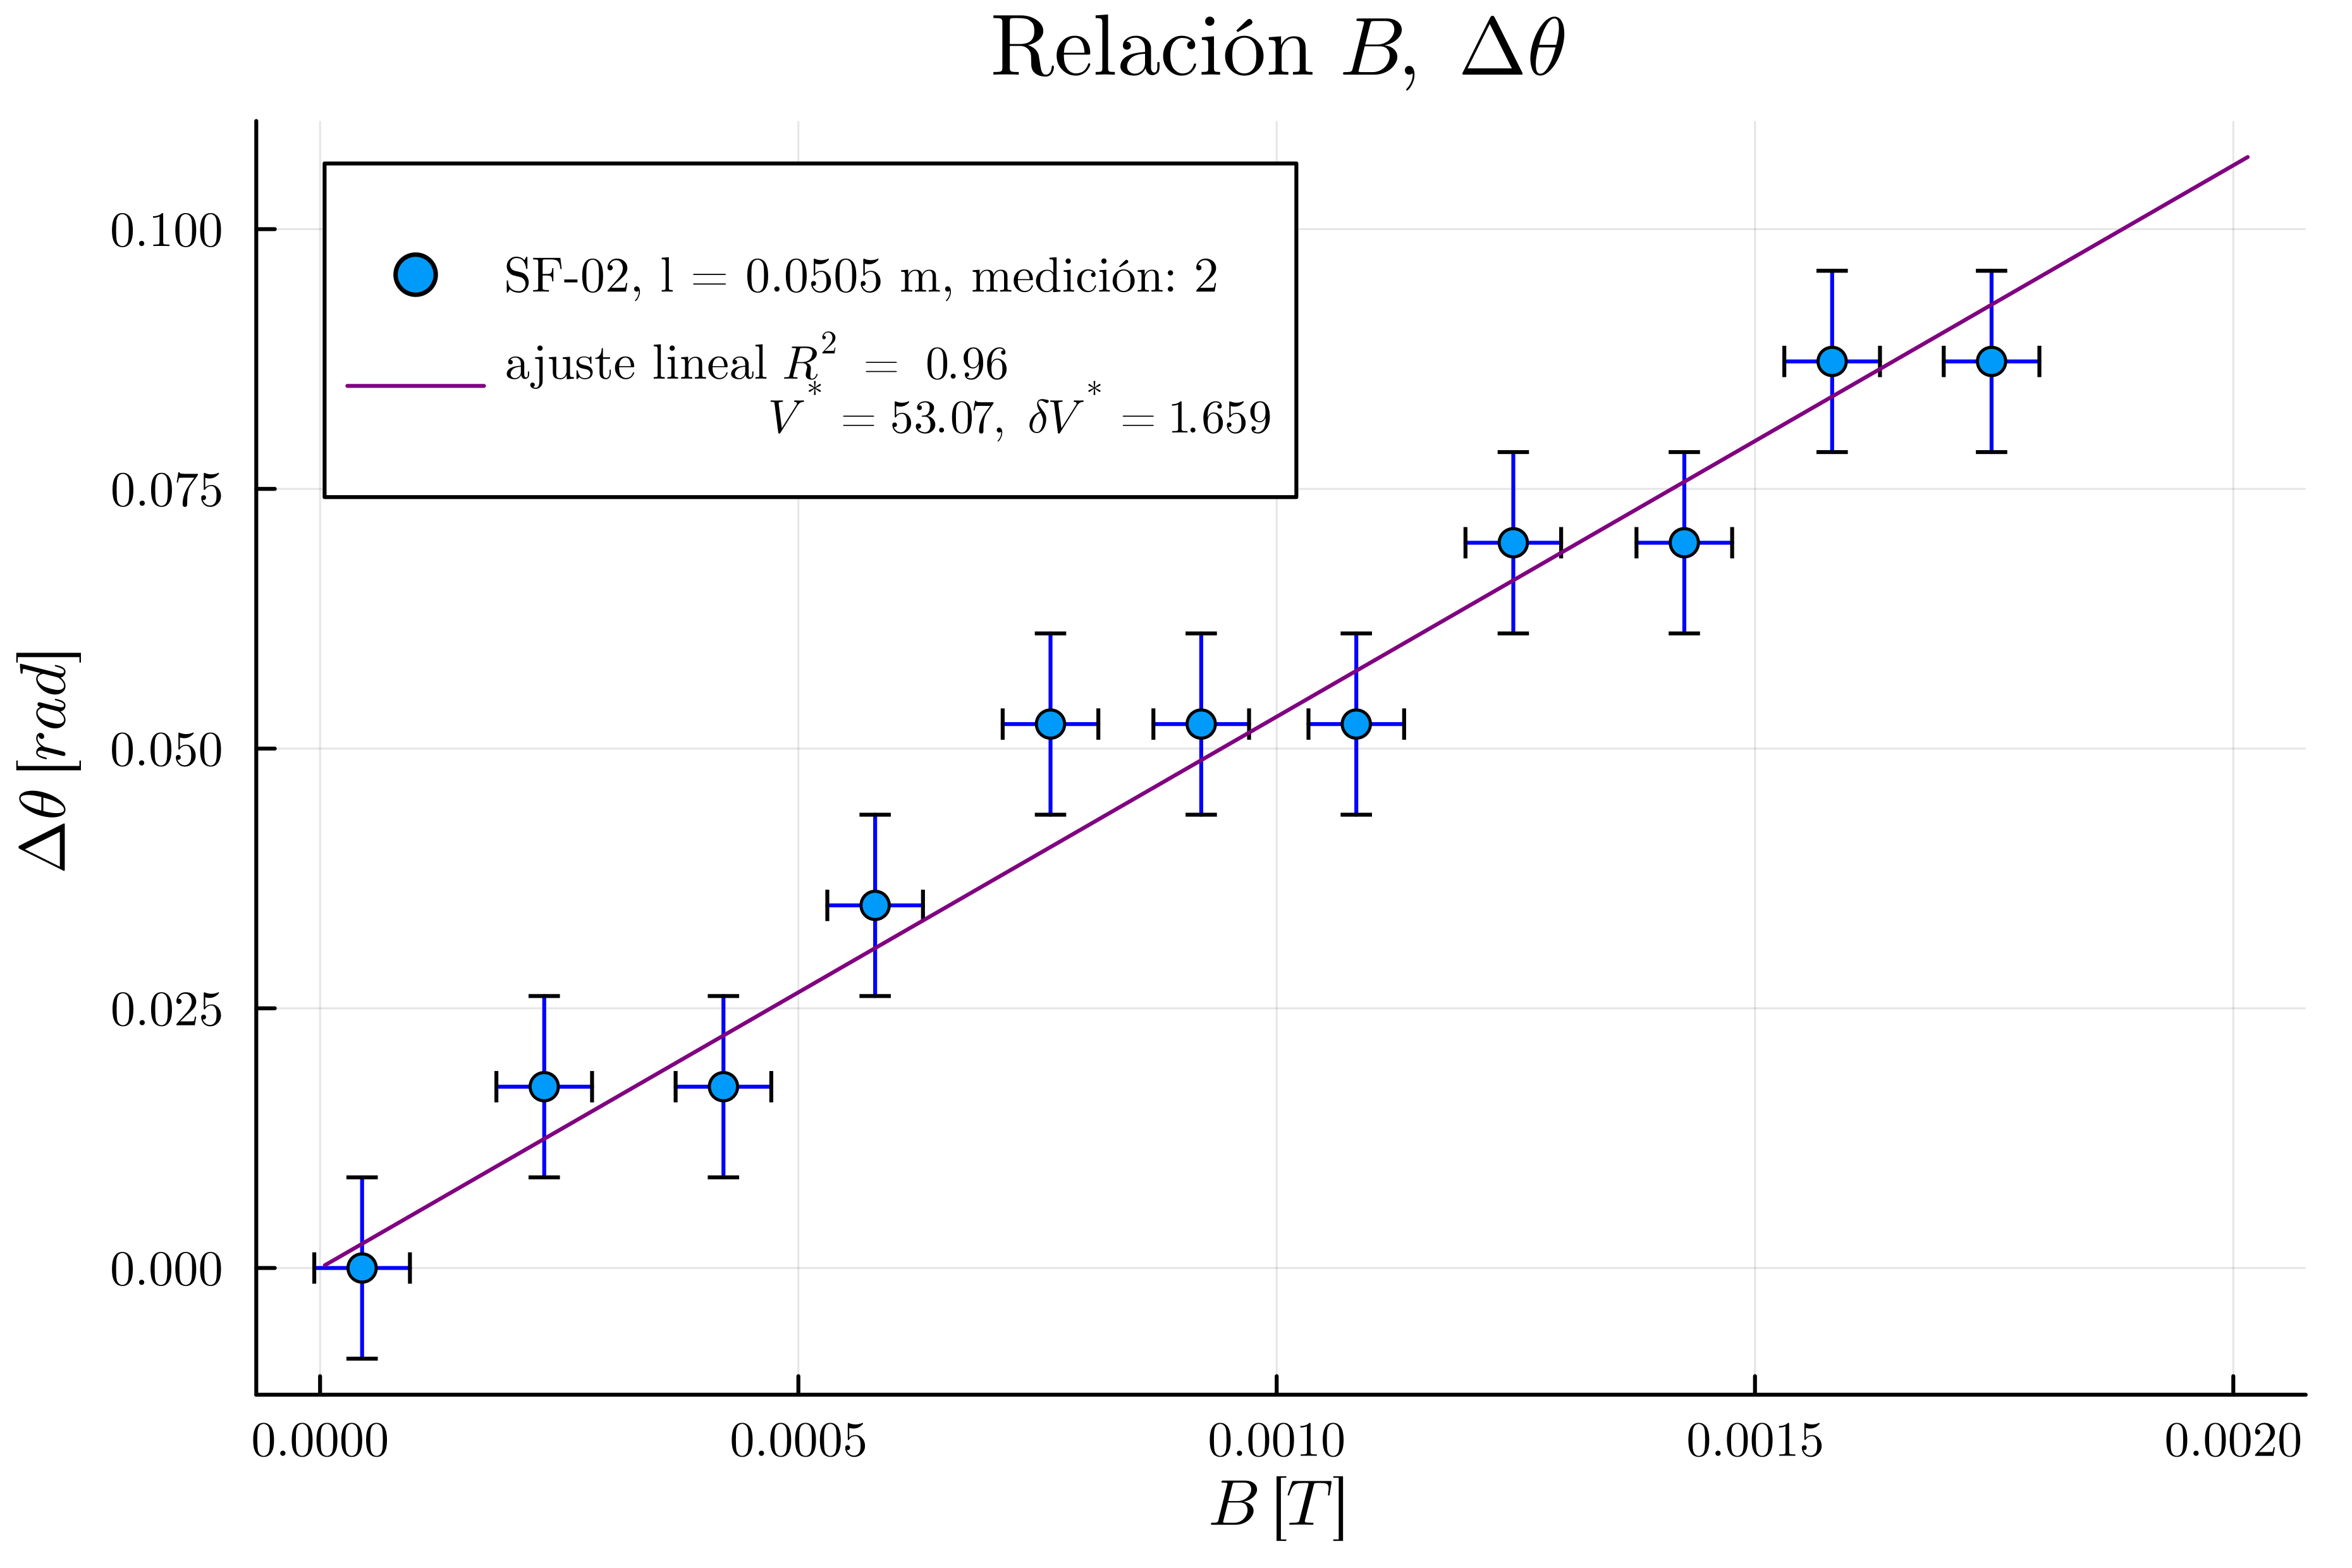 Relación B, Δθ
SF-02, l = 0.0505 m, medición: 2
ajuste lineal R² = 0.96
V* = 53.07, δV* = 1.659
0.100
0.075
0.050
0.025
0.000
Δθ [rad]
0.0000 0.0005 0.0010 0.0015 0.0020
B [T]